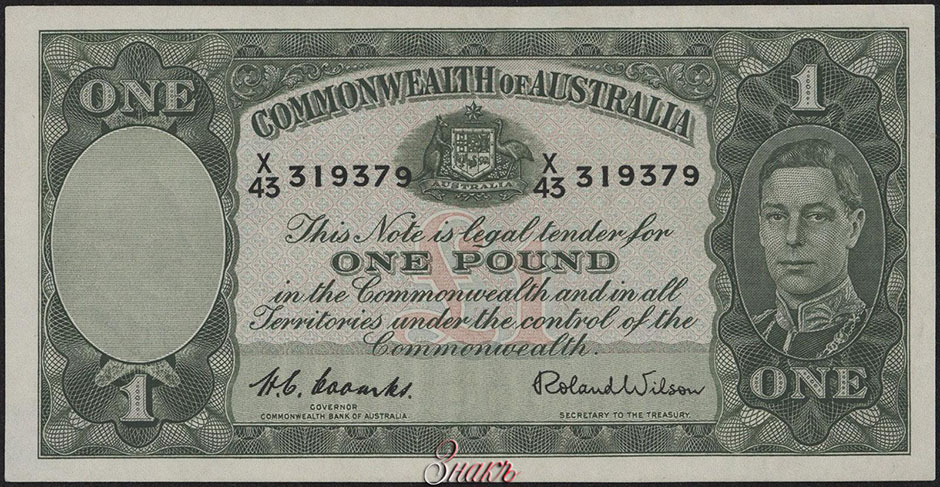 ONE
1
COMMONWEALTH OF AUSTRALIA
AUSTRALIA
X/43 319379 X/43 319379
This Note is legal tender for
ONE POUND
in the Commonwealth and in all
Territories under the control of the
Commonwealth.
£1
H.C. Coombs. Roland Wilson
GOVERNOR
COMMONWEALTH BANK OF AUSTRALIA. SECRETARY TO THE TREASURY.
1
ONE
Знакъ